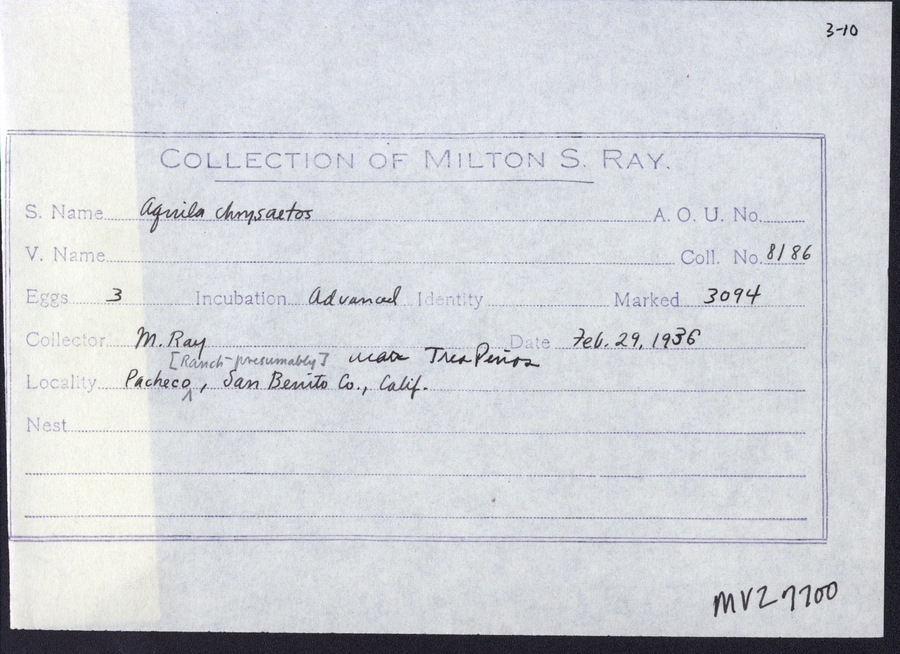 3-10
COLLECTION OF MILTON S. RAY.
S. Name Aquila chrysaetos A. O. U. No.
V. Name Coll. No. 8186
Eggs 3 Incubation Advanced Identity Marked 3094
Collector M. Ray Date Feb. 29, 1936
[Ranch-presumably] near Tres Pinos
Locality Pacheco ^, San Benito Co., Calif.
Nest
MVZ 7700